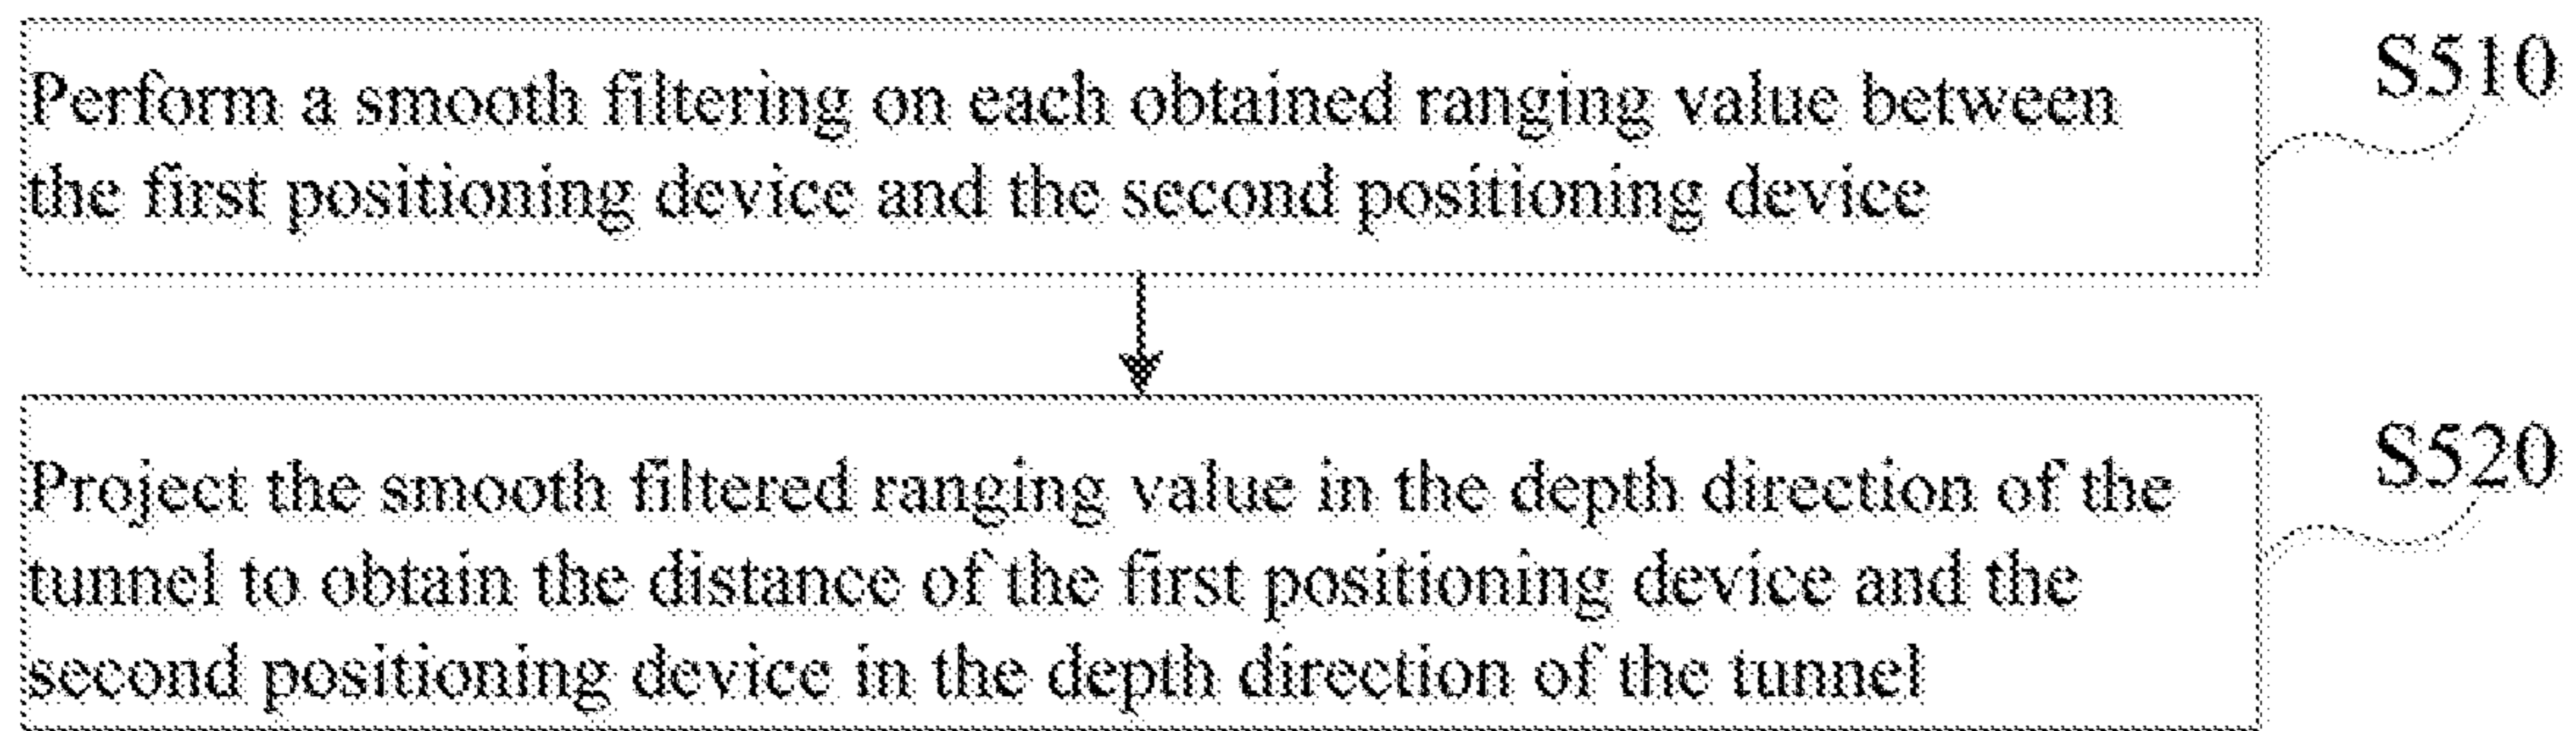 Perform a smooth filtering on each obtained ranging value between
the first positioning device and the second positioning device
S510
Project the smooth filtered ranging value in the depth direction of the
tunnel to obtain the distance of the first positioning device and the
second positioning device in the depth direction of the tunnel
S520